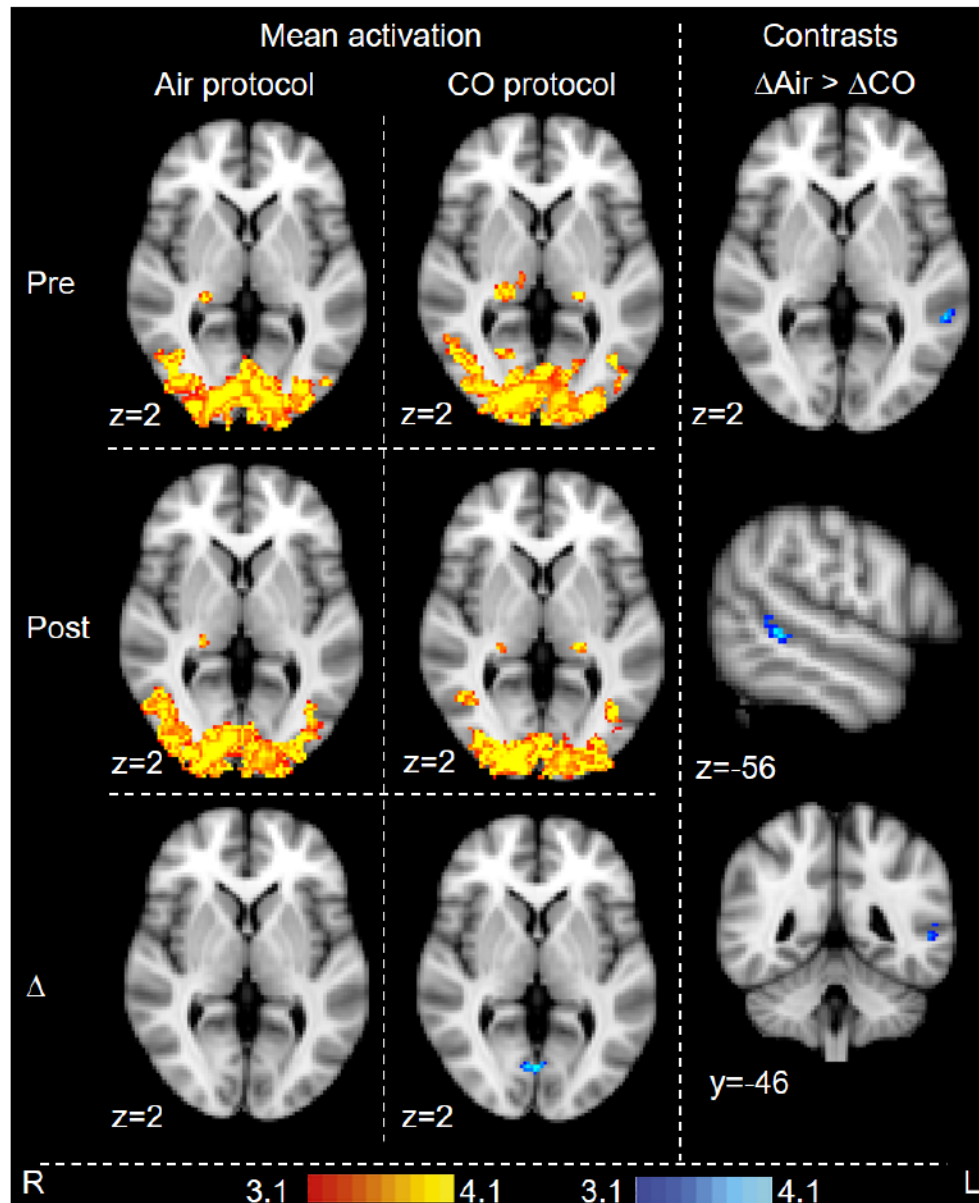 Mean activation
Contrasts
Air protocol
CO protocol
ΔAir > ΔCO
Pre
z=2
z=2
z=2
Post
z=2
z=2
z=-56
Δ
z=2
z=2
y=-46
R
3.1
4.1
3.1
4.1
L